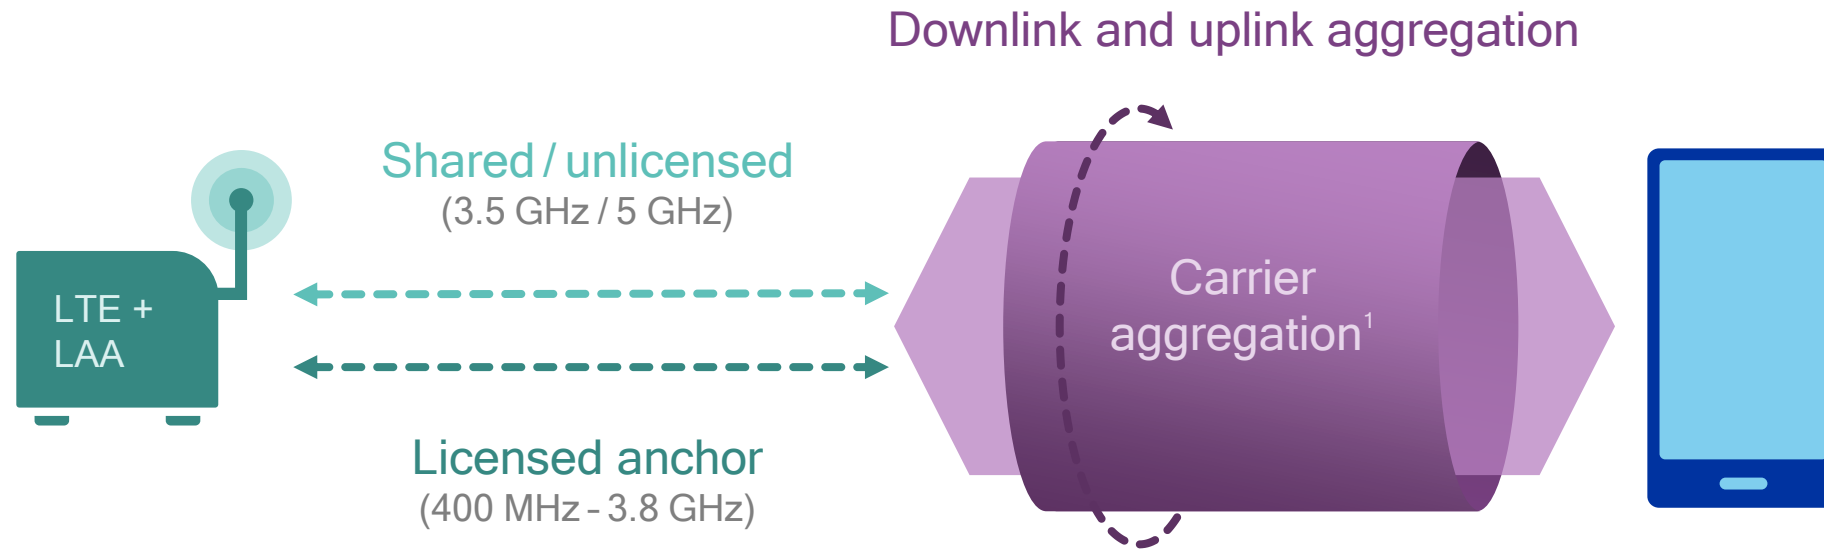 Downlink and uplink aggregation
Shared / unlicensed
(3.5 GHz / 5 GHz)
LTE +
LAA
Carrier
aggregation¹
Licensed anchor
(400 MHz - 3.8 GHz)